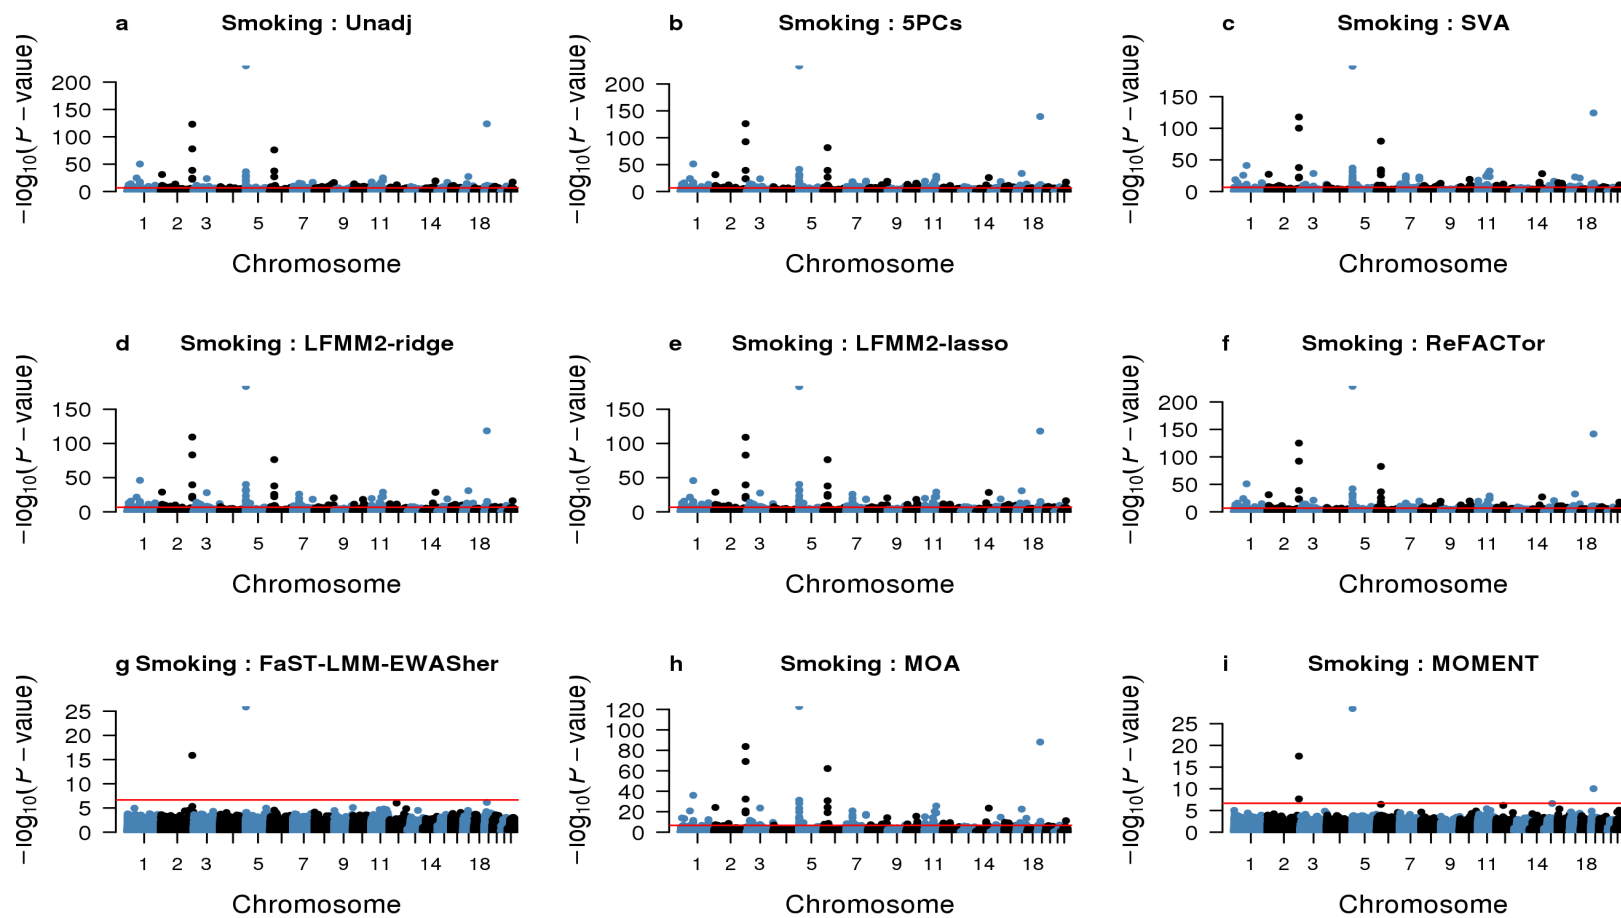 a Smoking : Unadj
−log10(P −value)
200
150
100
50
0
1 2 3 5 7 9 11 14 18
Chromosome
b Smoking : 5PCs
−log10(P −value)
200
150
100
50
0
1 2 3 5 7 9 11 14 18
Chromosome
c Smoking : SVA
−log10(P −value)
150
100
50
0
1 2 3 5 7 9 11 14 18
Chromosome
d Smoking : LFMM2-ridge
−log10(P −value)
150
100
50
0
1 2 3 5 7 9 11 14 18
Chromosome
e Smoking : LFMM2-lasso
−log10(P −value)
150
100
50
0
1 2 3 5 7 9 11 14 18
Chromosome
f Smoking : ReFACTor
−log10(P −value)
200
150
100
50
0
1 2 3 5 7 9 11 14 18
Chromosome
g Smoking : FaST-LMM-EWASher
−log10(P −value)
25
20
15
10
5
0
1 2 3 5 7 9 11 14 18
Chromosome
h Smoking : MOA
−log10(P −value)
120
100
80
60
40
20
0
1 2 3 5 7 9 11 14 18
Chromosome
i Smoking : MOMENT
−log10(P −value)
25
20
15
10
5
0
1 2 3 5 7 9 11 14 18
Chromosome